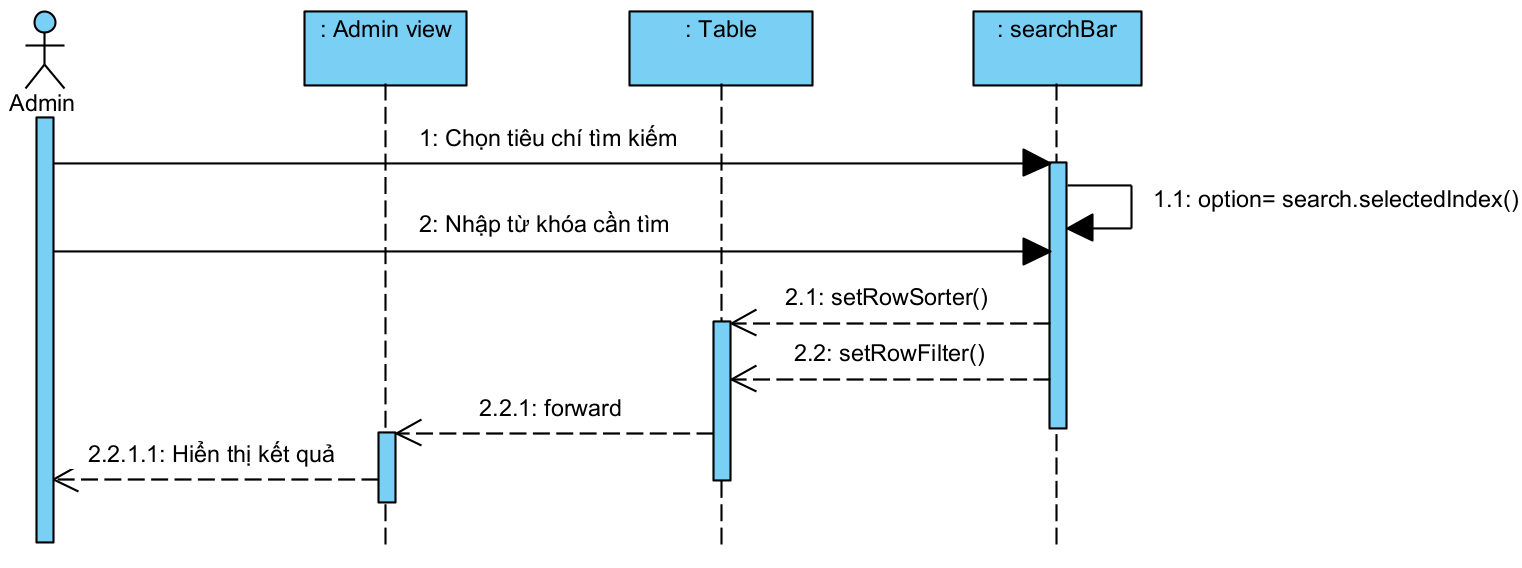 : Admin view
: Table
: searchBar
Admin
1: Chọn tiêu chí tìm kiếm
1.1: option= search.selectedIndex()
2: Nhập từ khóa cần tìm
2.1: setRowSorter()
2.2: setRowFilter()
2.2.1: forward
2.2.1.1: Hiển thị kết quả